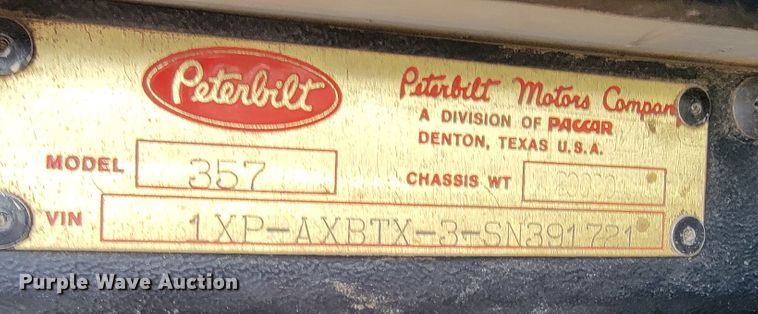 Peterbilt
Peterbilt Motors Company
A DIVISION OF PACCAR
DENTON, TEXAS U.S.A.
MODEL 357
CHASSIS WT
VIN 1XP-AXBTX-3-SN391721
Purple Wave Auction